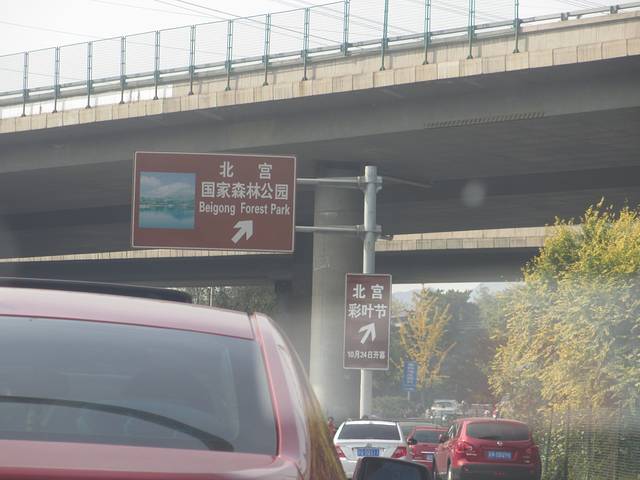 北 宫
国家森林公园
Beigong Forest Park
北 宫
彩叶节
10月24日开幕